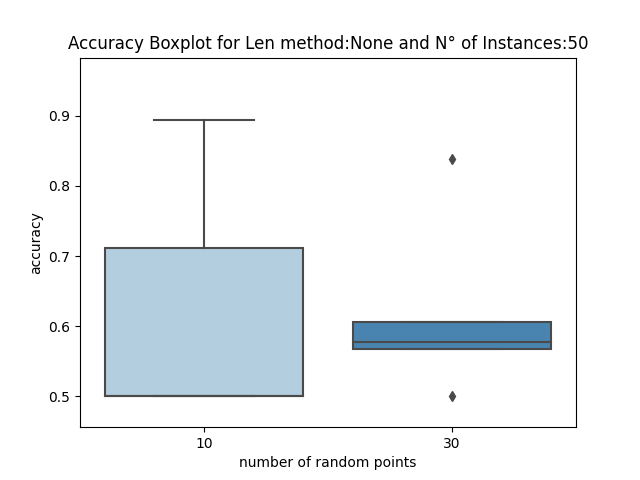 Accuracy Boxplot for Len method:None and N° of Instances:50
0.9
0.8
0.7
0.6
0.5
accuracy
10
30
number of random points